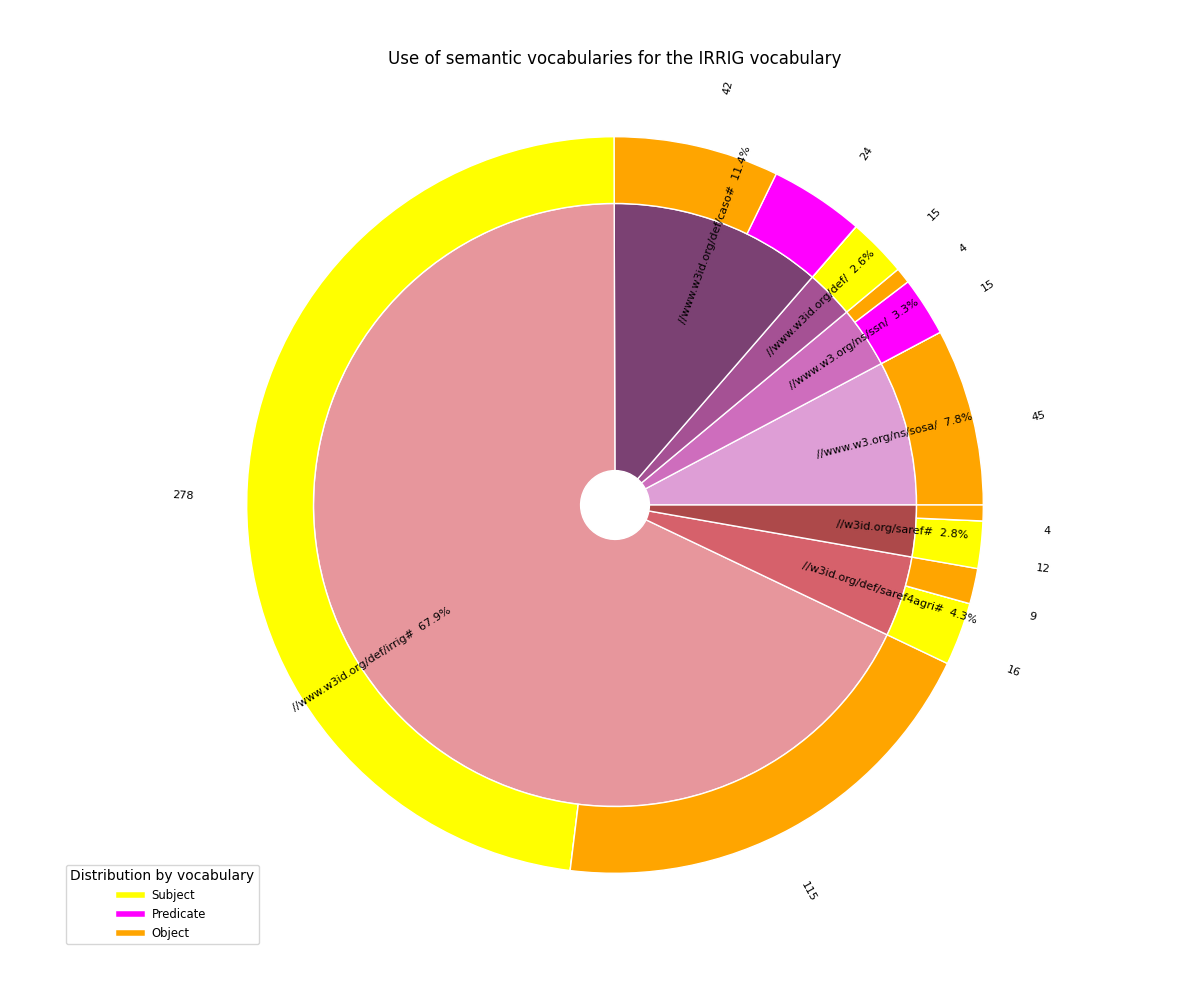 Use of semantic vocabularies for the IRRIG vocabulary
42
24
15
4
15
45
4
12
9
16
115
278
//www.w3id.org/def/caso#  11.4%
//www.w3id.org/def/  2.6%
//www.w3.org/ns/ssn/  3.3%
//www.w3.org/ns/sosa/  7.8%
//w3id.org/saref#  2.8%
//w3id.org/def/saref4agri#  4.3%
//www.w3id.org/def/irrig#  67.9%
Distribution by vocabulary
Subject
Predicate
Object